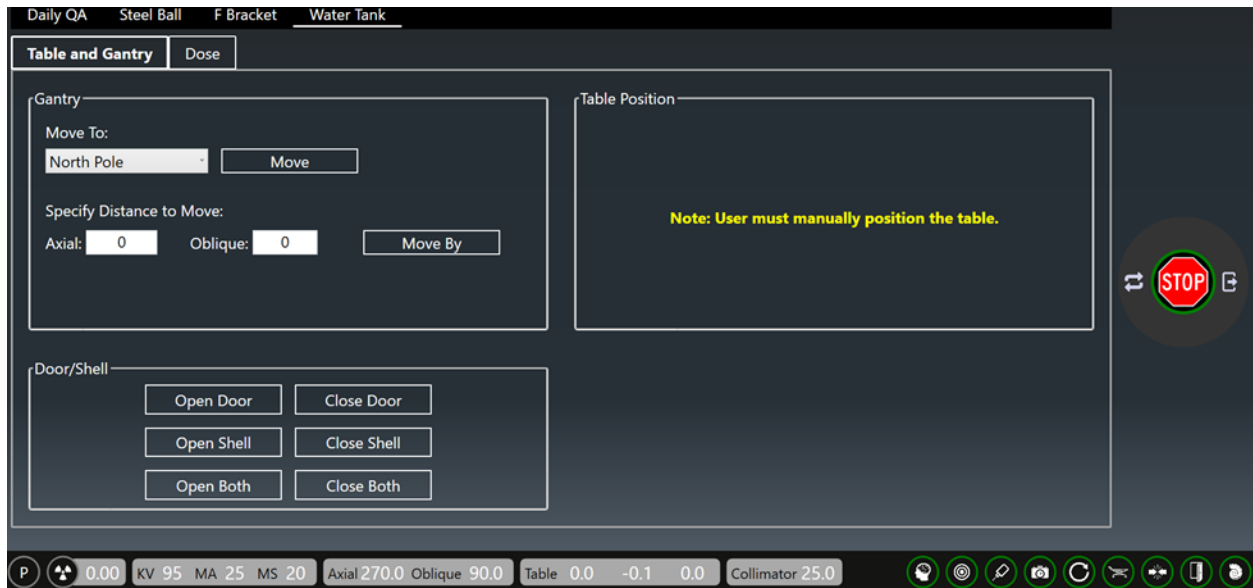 Daily QA Steel Ball F Bracket Water Tank
Table and Gantry Dose
Gantry
Move To:
North Pole Move
Specify Distance to Move:
Axial: 0 Oblique: 0 Move By
Table Position
Note: User must manually position the table.
STOP
Door/Shell
Open Door Close Door
Open Shell Close Shell
Open Both Close Both
P 0.00 KV 95 MA 25 MS 20 Axial 270.0 Oblique 90.0 Table 0.0 -0.1 0.0 Collimator 25.0